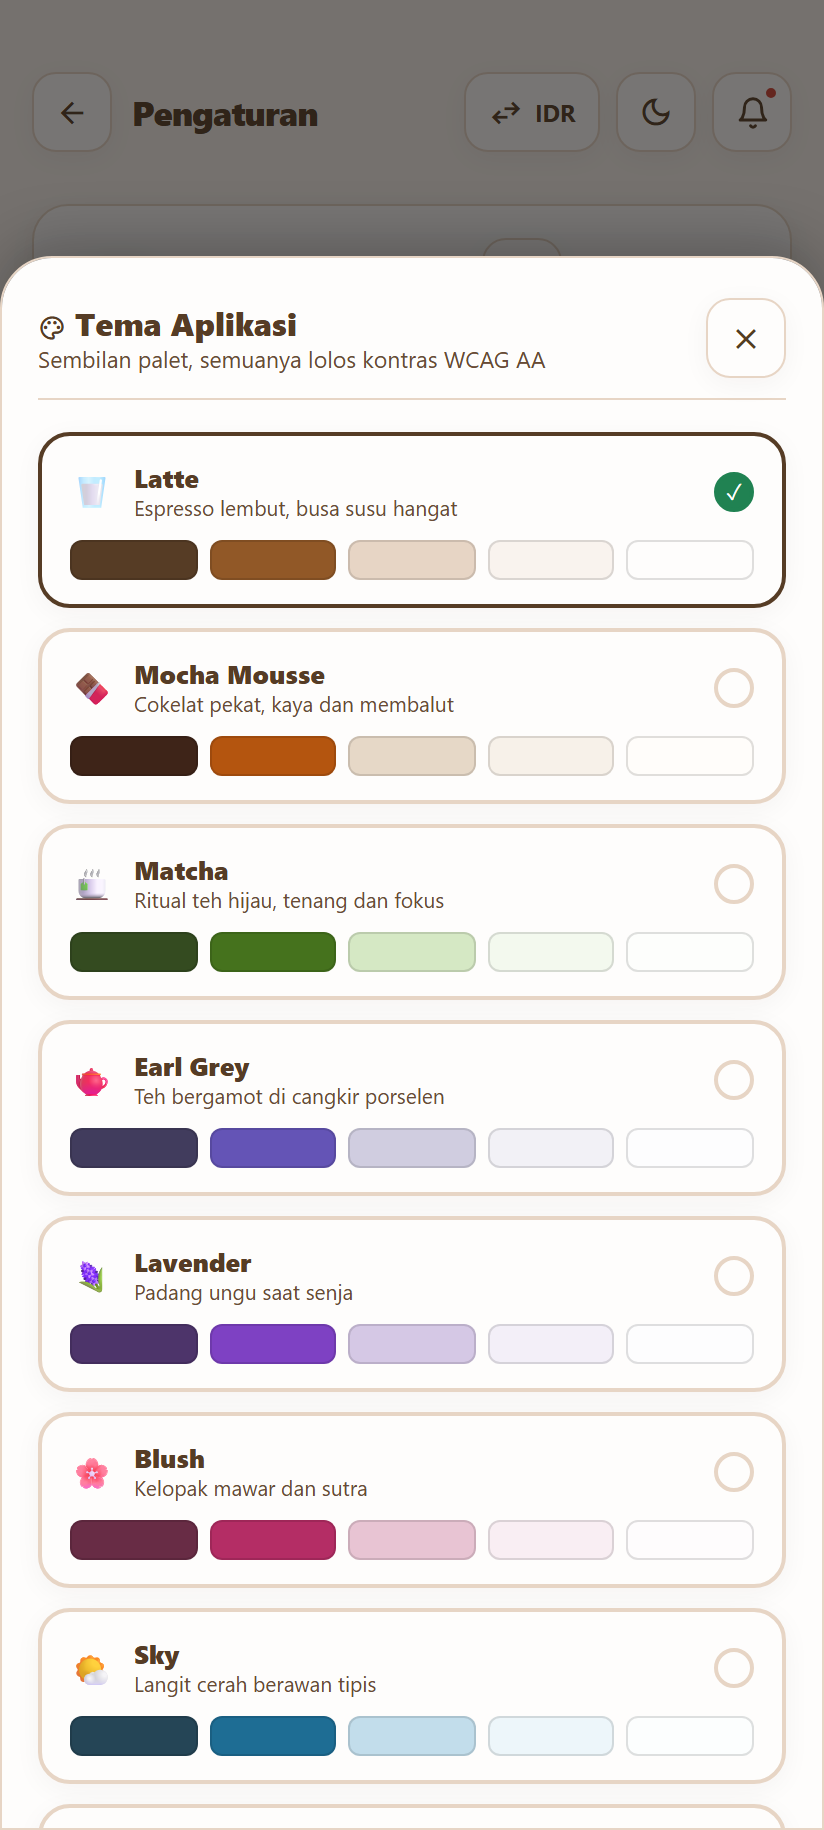 Pengaturan
IDR
Tema Aplikasi
Sembilan palet, semuanya lolos kontras WCAG AA
Latte
Espresso lembut, busa susu hangat
Mocha Mousse
Cokelat pekat, kaya dan membalut
Matcha
Ritual teh hijau, tenang dan fokus
Earl Grey
Teh bergamot di cangkir porselen
Lavender
Padang ungu saat senja
Blush
Kelopak mawar dan sutra
Sky
Langit cerah berawan tipis